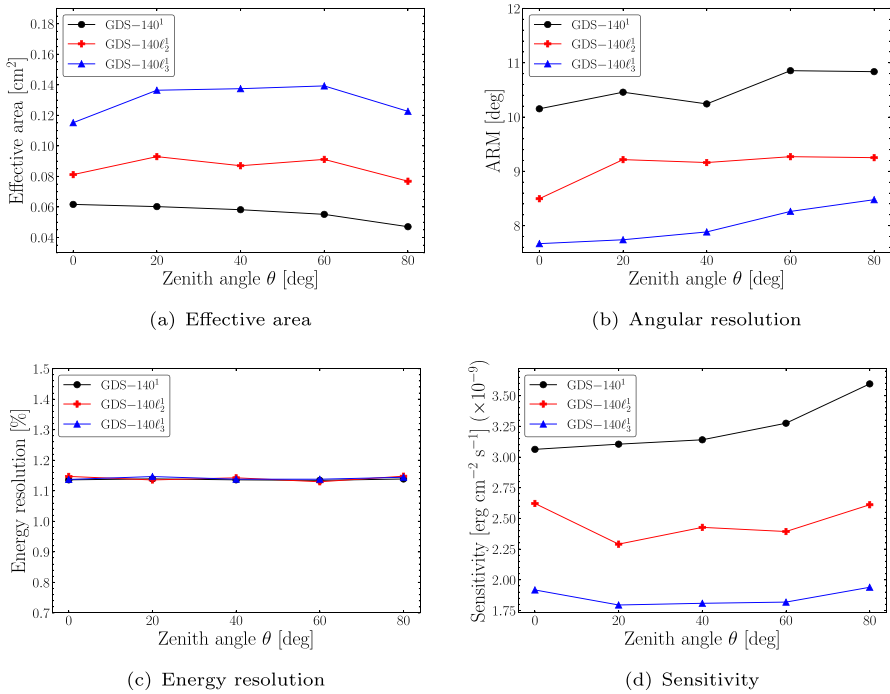 0.18
0.16
0.14
0.12
0.10
0.08
0.06
0.04
Effective area [cm²]
GDS−140¹
GDS−140ℓ¹₂
GDS−140ℓ¹₃
0 20 40 60 80
Zenith angle θ [deg]
(a) Effective area
12
11
10
9
8
ARM [deg]
GDS−140¹
GDS−140ℓ¹₂
GDS−140ℓ¹₃
0 20 40 60 80
Zenith angle θ [deg]
(b) Angular resolution
1.5
1.4
1.3
1.2
1.1
1.0
0.9
0.8
0.7
Energy resolution [%]
GDS−140¹
GDS−140ℓ¹₂
GDS−140ℓ¹₃
0 20 40 60 80
Zenith angle θ [deg]
(c) Energy resolution
3.50
3.25
3.00
2.75
2.50
2.25
2.00
1.75
Sensitivity [erg cm⁻² s⁻¹] (×10⁻⁹)
GDS−140¹
GDS−140ℓ¹₂
GDS−140ℓ¹₃
0 20 40 60 80
Zenith angle θ [deg]
(d) Sensitivity